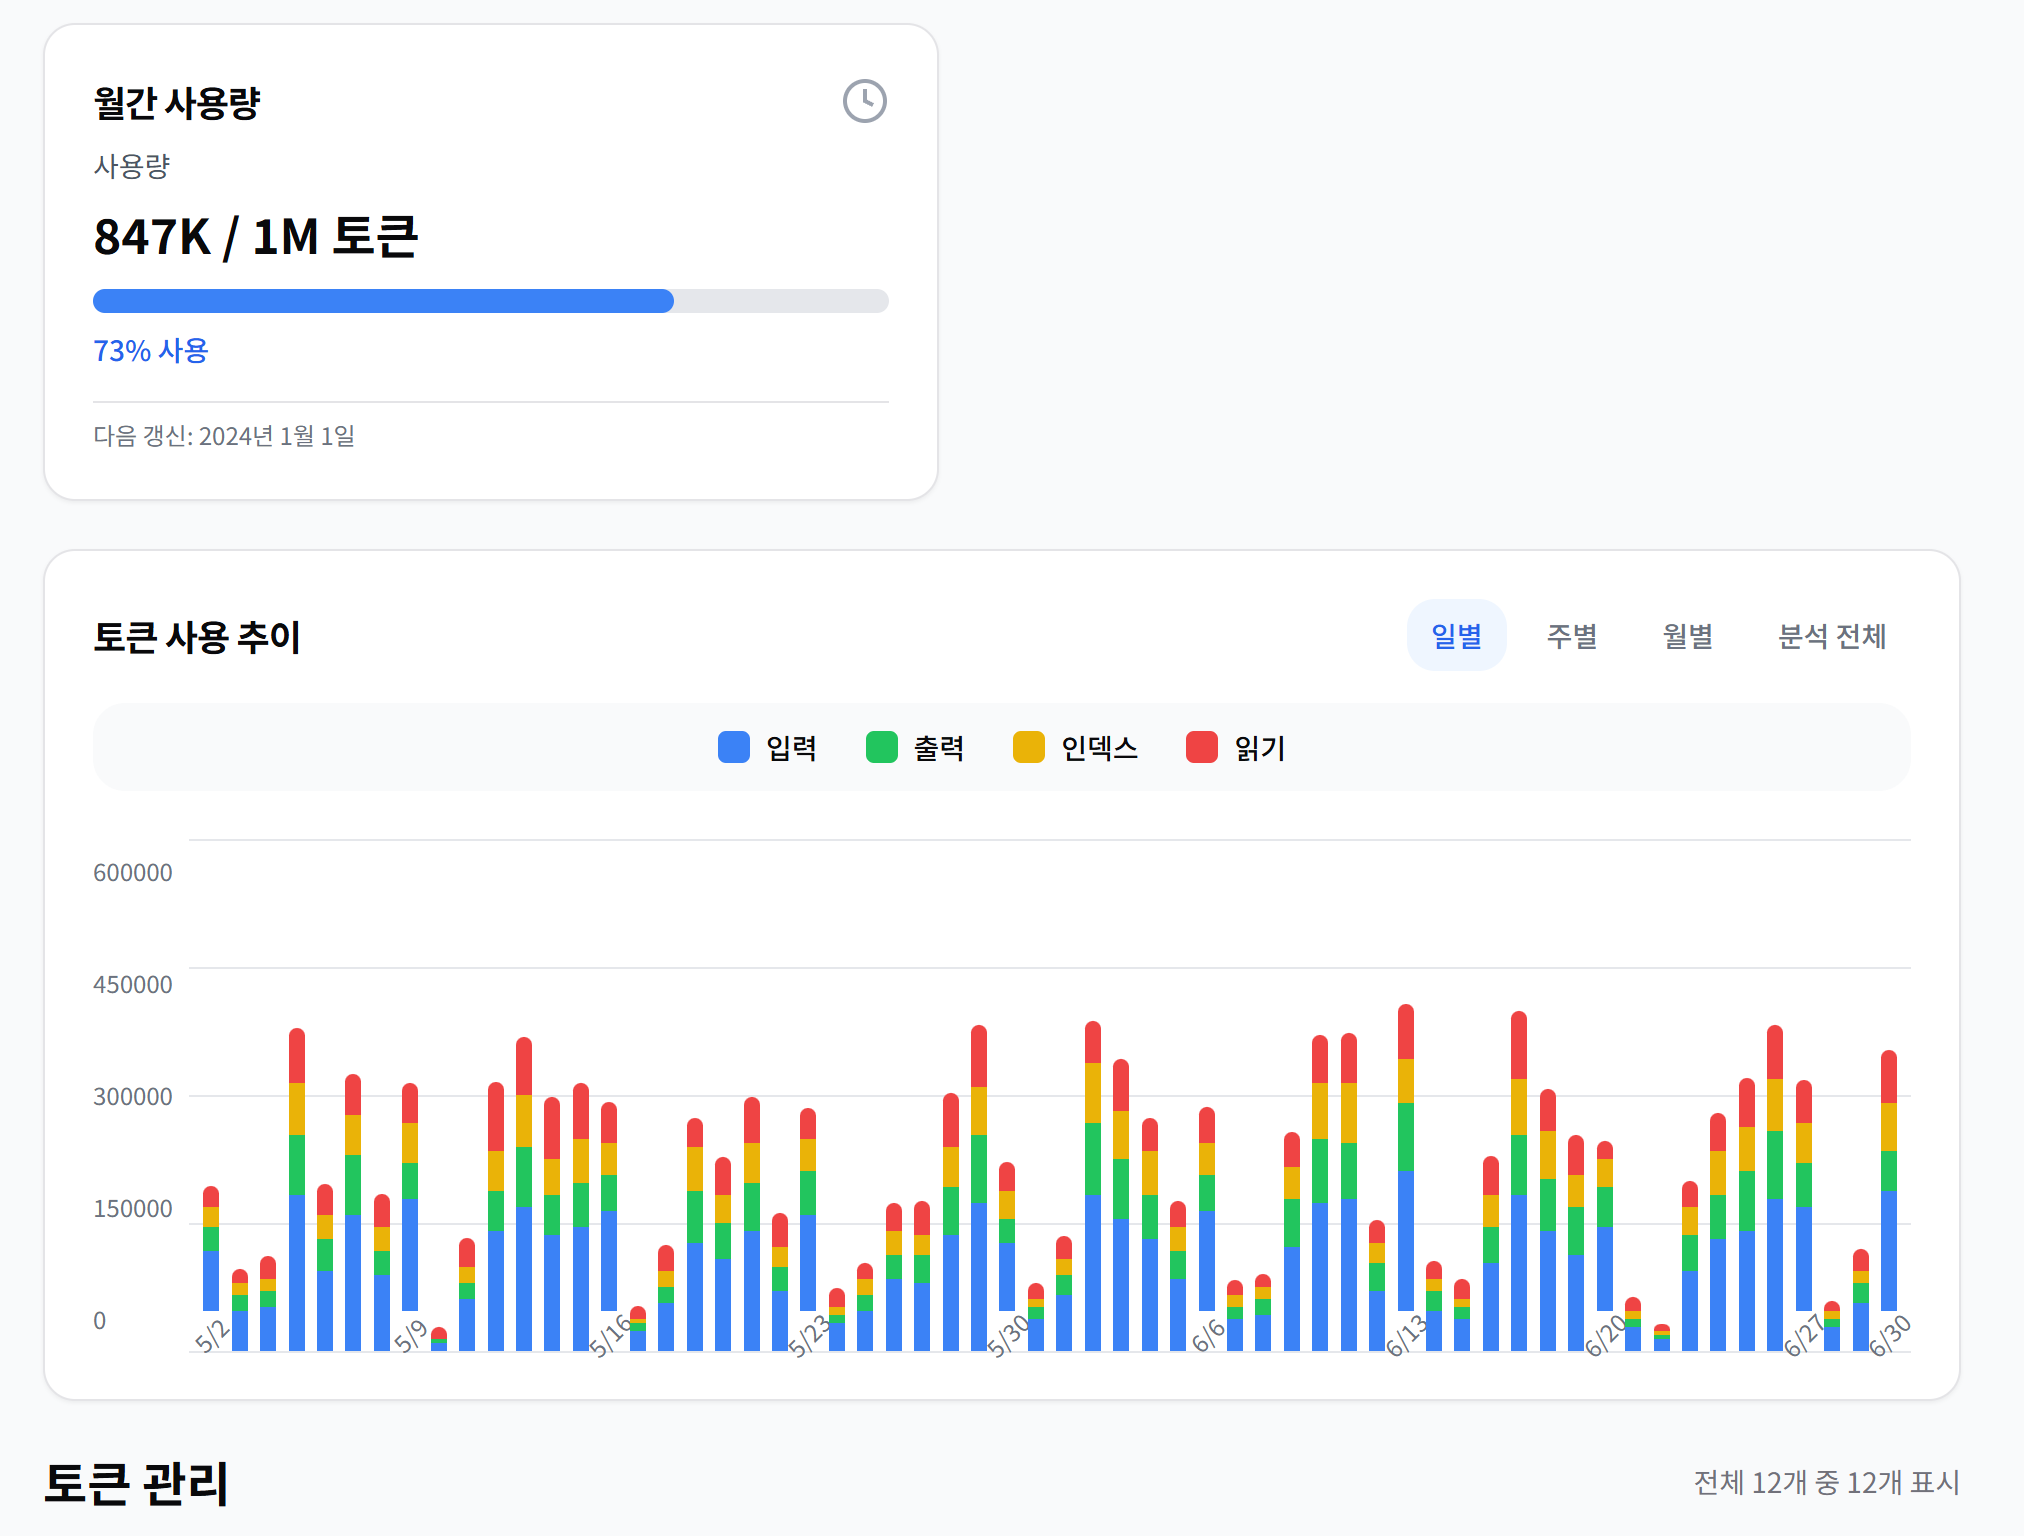 월간 사용량
사용량
847K / 1M 토큰
73% 사용
다음 갱신: 2024년 1월 1일
토큰 사용 추이
일별 주별 월별 분석 전체
입력 출력 인덱스 읽기
600000
450000
300000
150000
0
5/2 5/9 5/16 5/23 5/30 6/6 6/13 6/20 6/27 6/30
토큰 관리
전체 12개 중 12개 표시